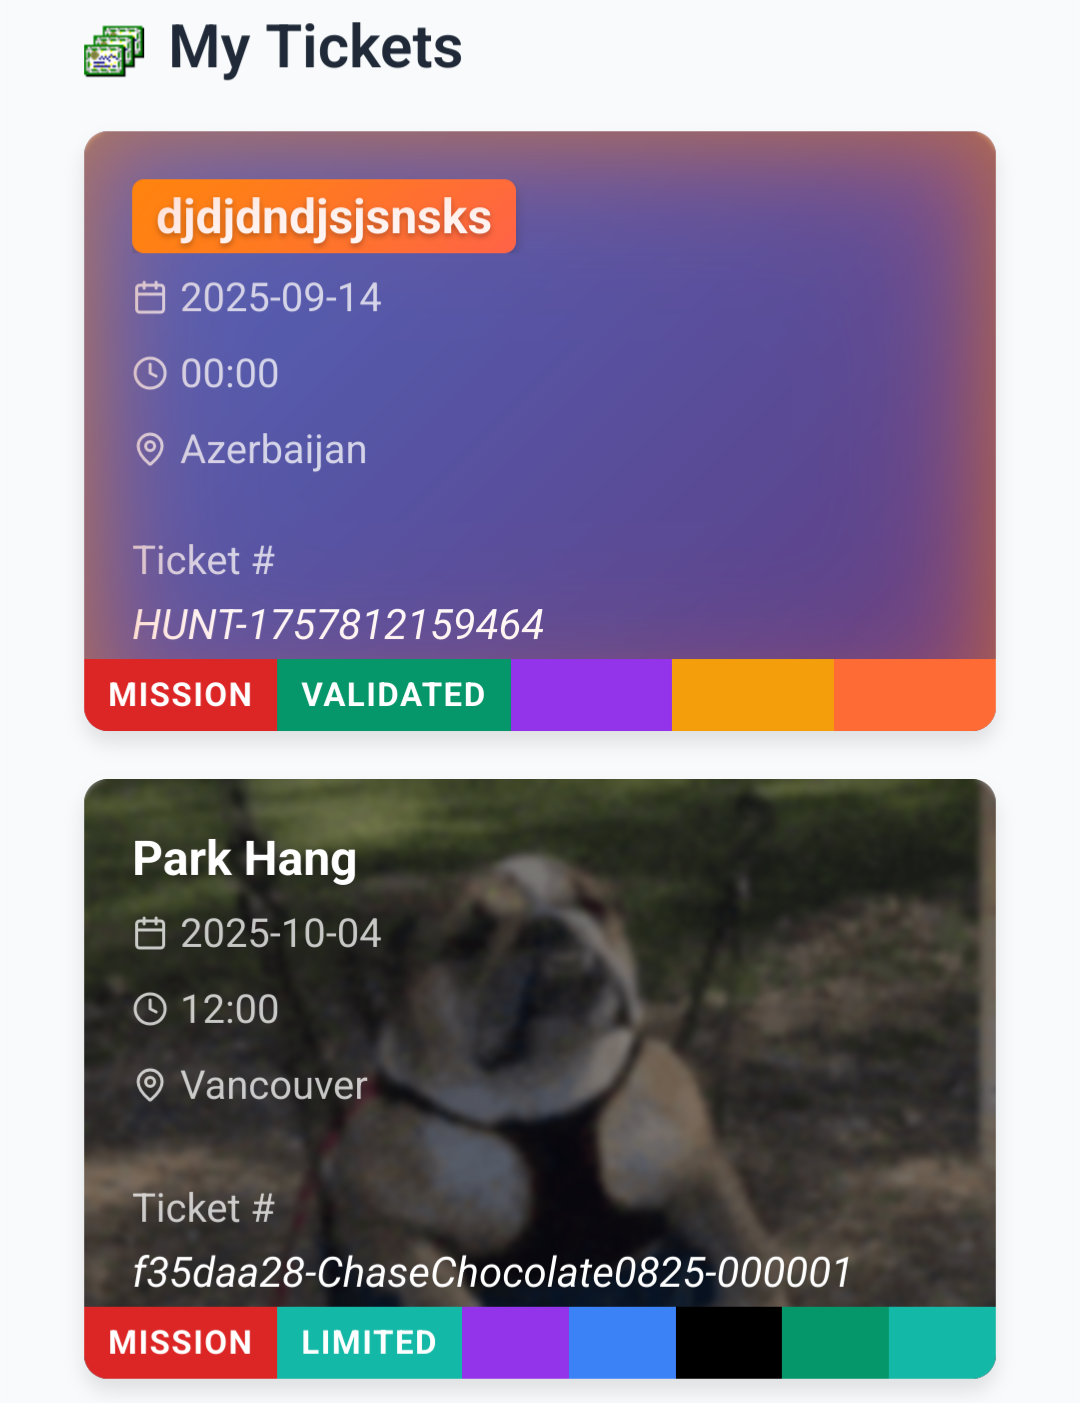 My Tickets
djdjdndjsjsnsks
2025-09-14
00:00
Azerbaijan
Ticket #
HUNT-1757812159464
MISSION VALIDATED
Park Hang
2025-10-04
12:00
Vancouver
Ticket #
f35daa28-ChaseChocolate0825-000001
MISSION LIMITED